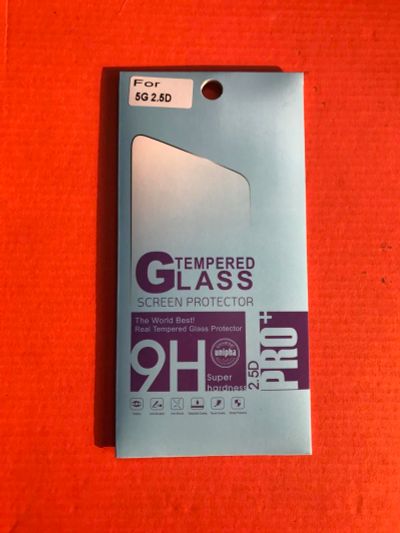 For
5G 2.5D
TEMPERED
GLASS
SCREEN PROTECTOR
The World Best!
Real Tempered Glass Protector
9H
unipha
Super
hardness
2.5D
PRO+